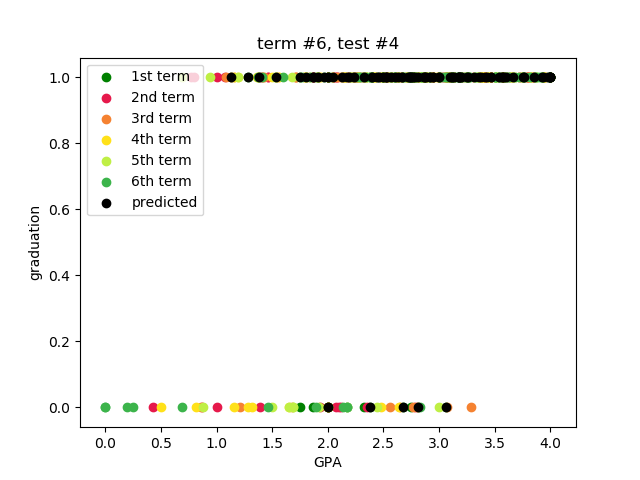 term #6, test #4
1.0
0.8
0.6
0.4
0.2
0.0
graduation
1st term
2nd term
3rd term
4th term
5th term
6th term
predicted
0.0 0.5 1.0 1.5 2.0 2.5 3.0 3.5 4.0
GPA